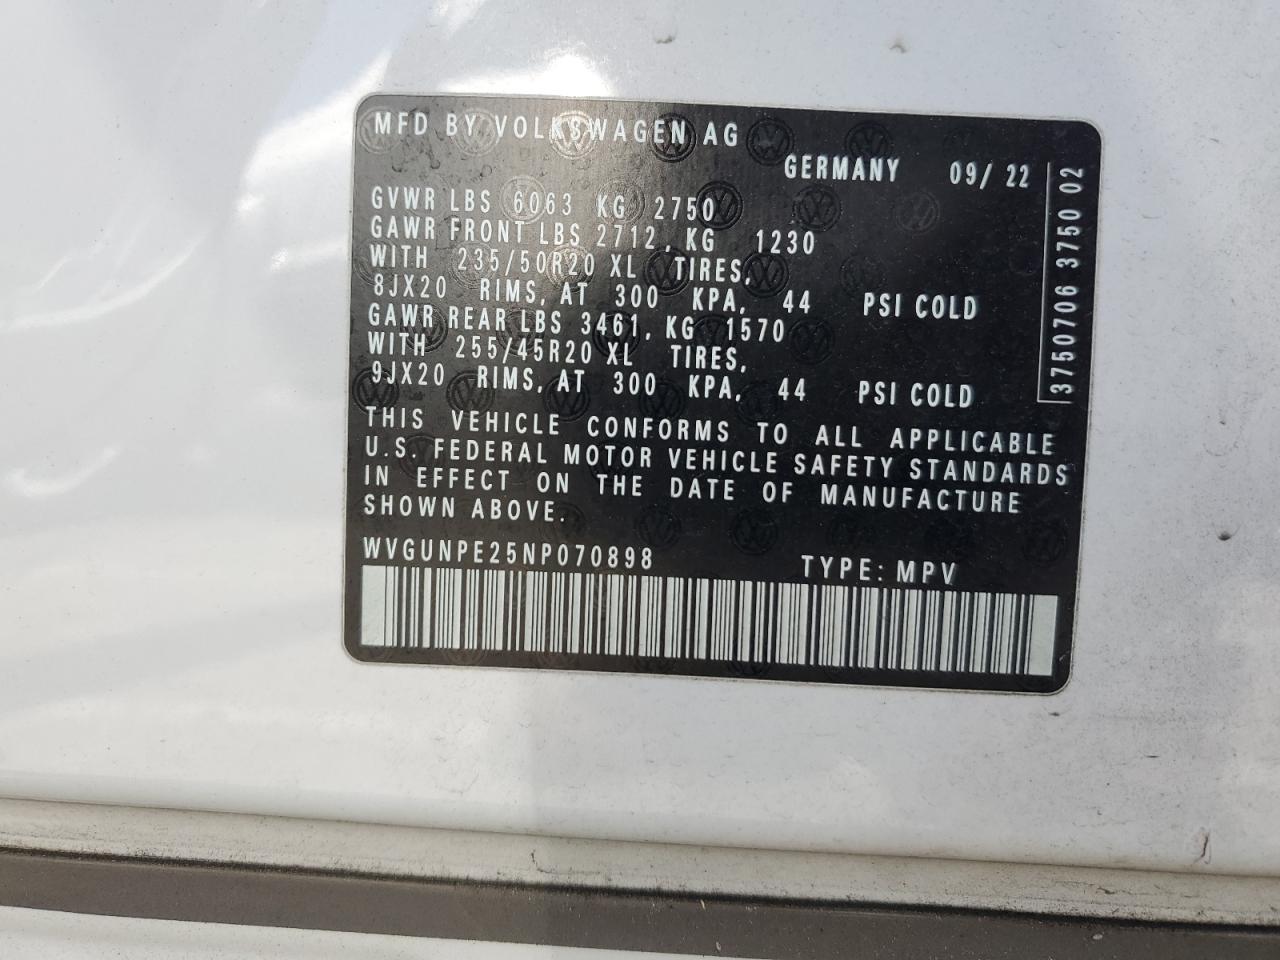 MFD BY VOLKSWAGEN AG
GERMANY 09/ 22
GVWR LBS 6063 KG 2750
GAWR FRONT LBS 2712, KG 1230
WITH 235/50R20 XL TIRES,
8JX20 RIMS, AT 300 KPA, 44 PSI COLD
GAWR REAR LBS 3461, KG 1570
WITH 255/45R20 XL TIRES,
9JX20 RIMS, AT 300 KPA, 44 PSI COLD
THIS VEHICLE CONFORMS TO ALL APPLICABLE
U.S. FEDERAL MOTOR VEHICLE SAFETY STANDARDS
IN EFFECT ON THE DATE OF MANUFACTURE
SHOWN ABOVE.
WVGUNPE25NP070898 TYPE: MPV
3750706 3750 02